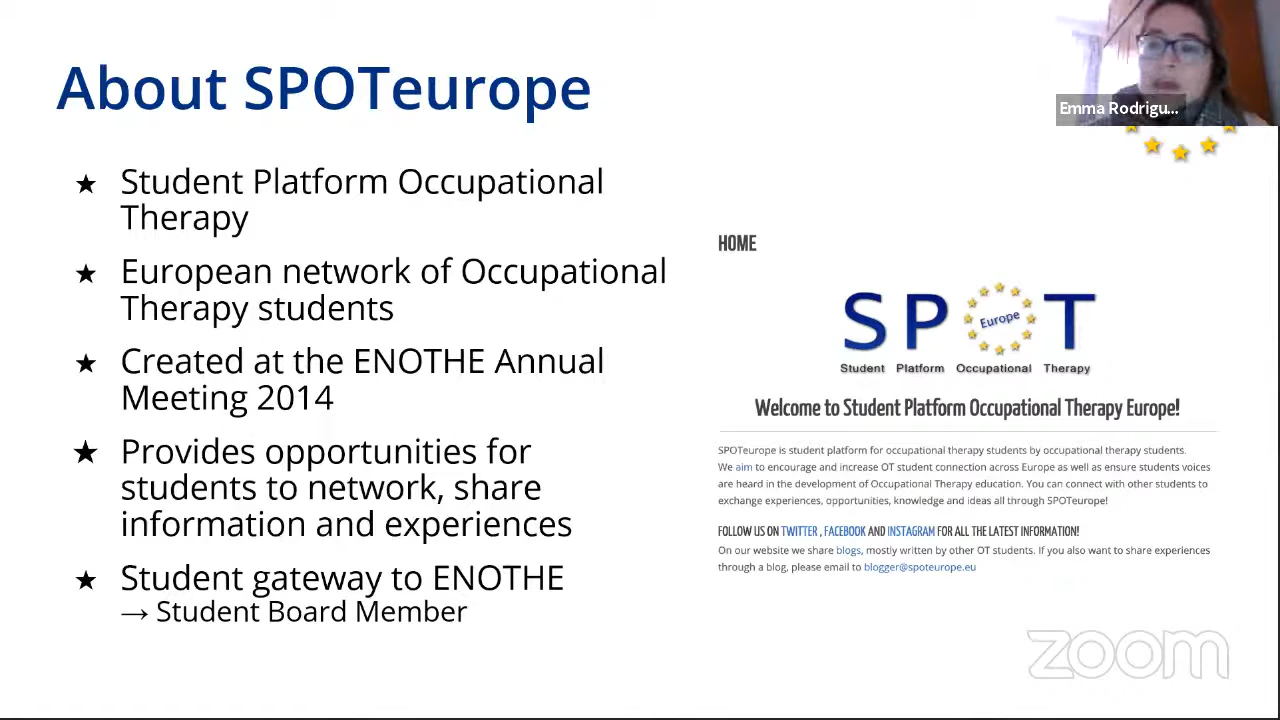 About SPOTeurope
Emma Rodrigu...
★ Student Platform Occupational
Therapy
★ European network of Occupational
Therapy students
★ Created at the ENOTHE Annual
Meeting 2014
★ Provides opportunities for
students to network, share
information and experiences
★ Student gateway to ENOTHE
→ Student Board Member
HOME
SPOT
Europe
Student Platform Occupational Therapy
Welcome to Student Platform Occupational Therapy Europe!
SPOTeurope is student platform for occupational therapy students by occupational therapy students.
We aim to encourage and increase OT student connection across Europe as well as ensure students voices
are heard in the development of Occupational Therapy education. You can connect with other students to
exchange experiences, opportunities, knowledge and ideas all through SPOTeurope!
FOLLOW US ON TWITTER , FACEBOOK AND INSTAGRAM FOR ALL THE LATEST INFORMATION!
On our website we share blogs, mostly written by other OT students. If you also want to share experiences
through a blog, please email to blogger@spoteurope.eu
zoom